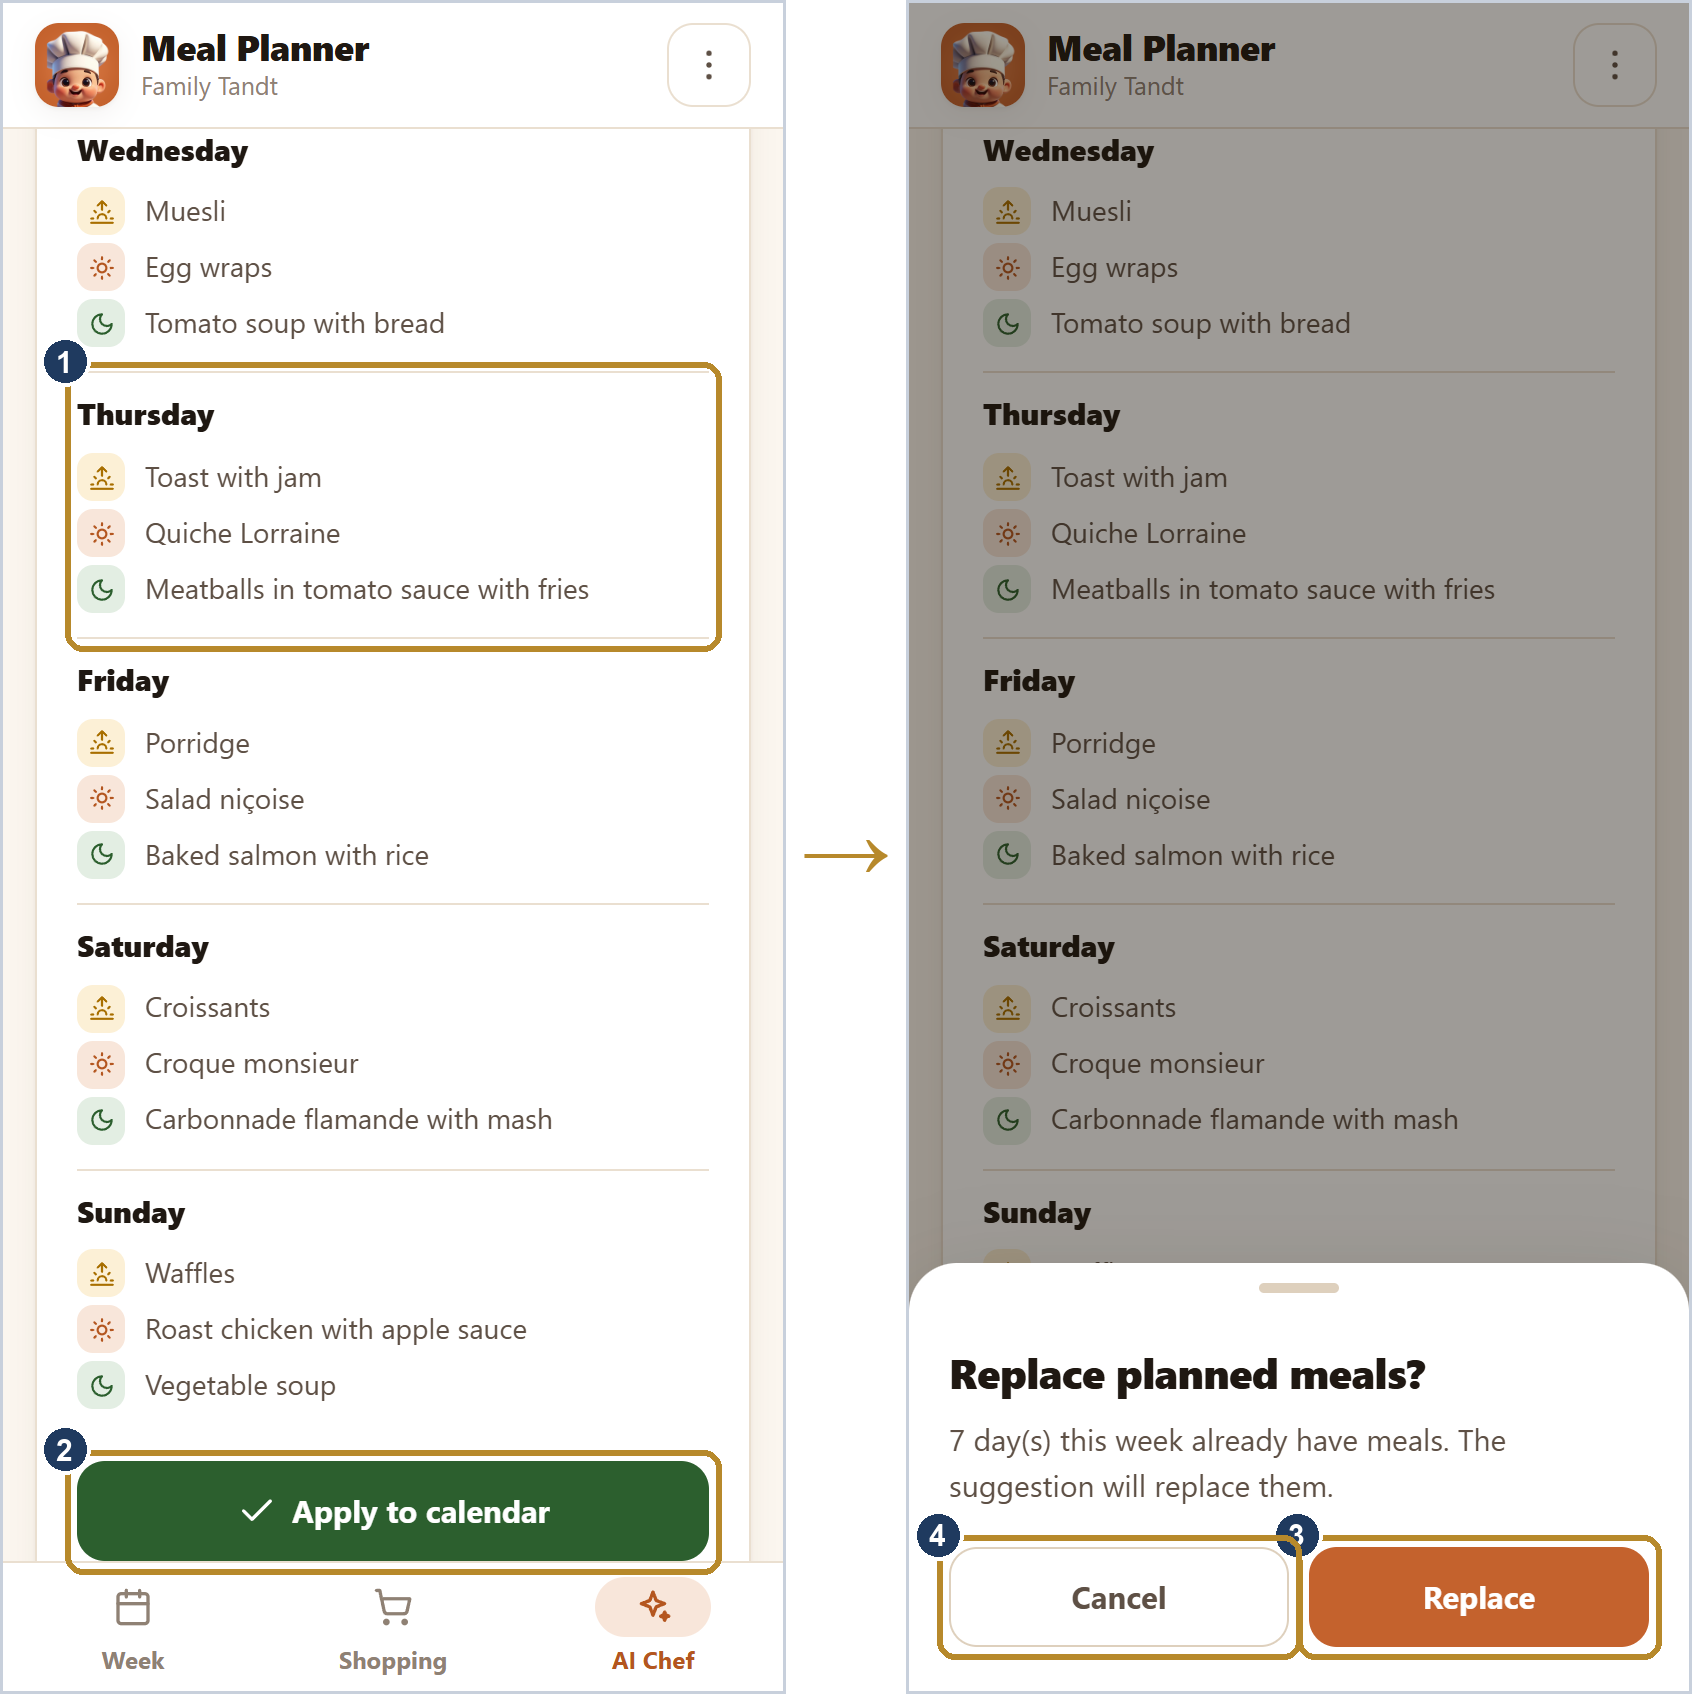 Meal Planner
Family Tandt
Wednesday
Muesli
Egg wraps
Tomato soup with bread
1
Thursday
Toast with jam
Quiche Lorraine
Meatballs in tomato sauce with fries
Friday
Porridge
Salad niçoise
Baked salmon with rice
Saturday
Croissants
Croque monsieur
Carbonnade flamande with mash
Sunday
Waffles
Roast chicken with apple sauce
Vegetable soup
2
Apply to calendar
Week
Shopping
AI Chef
Meal Planner
Family Tandt
Wednesday
Muesli
Egg wraps
Tomato soup with bread
Thursday
Toast with jam
Quiche Lorraine
Meatballs in tomato sauce with fries
Friday
Porridge
Salad niçoise
Baked salmon with rice
Saturday
Croissants
Croque monsieur
Carbonnade flamande with mash
Sunday
Replace planned meals?
7 day(s) this week already have meals. The
suggestion will replace them.
4
Cancel
3
Replace